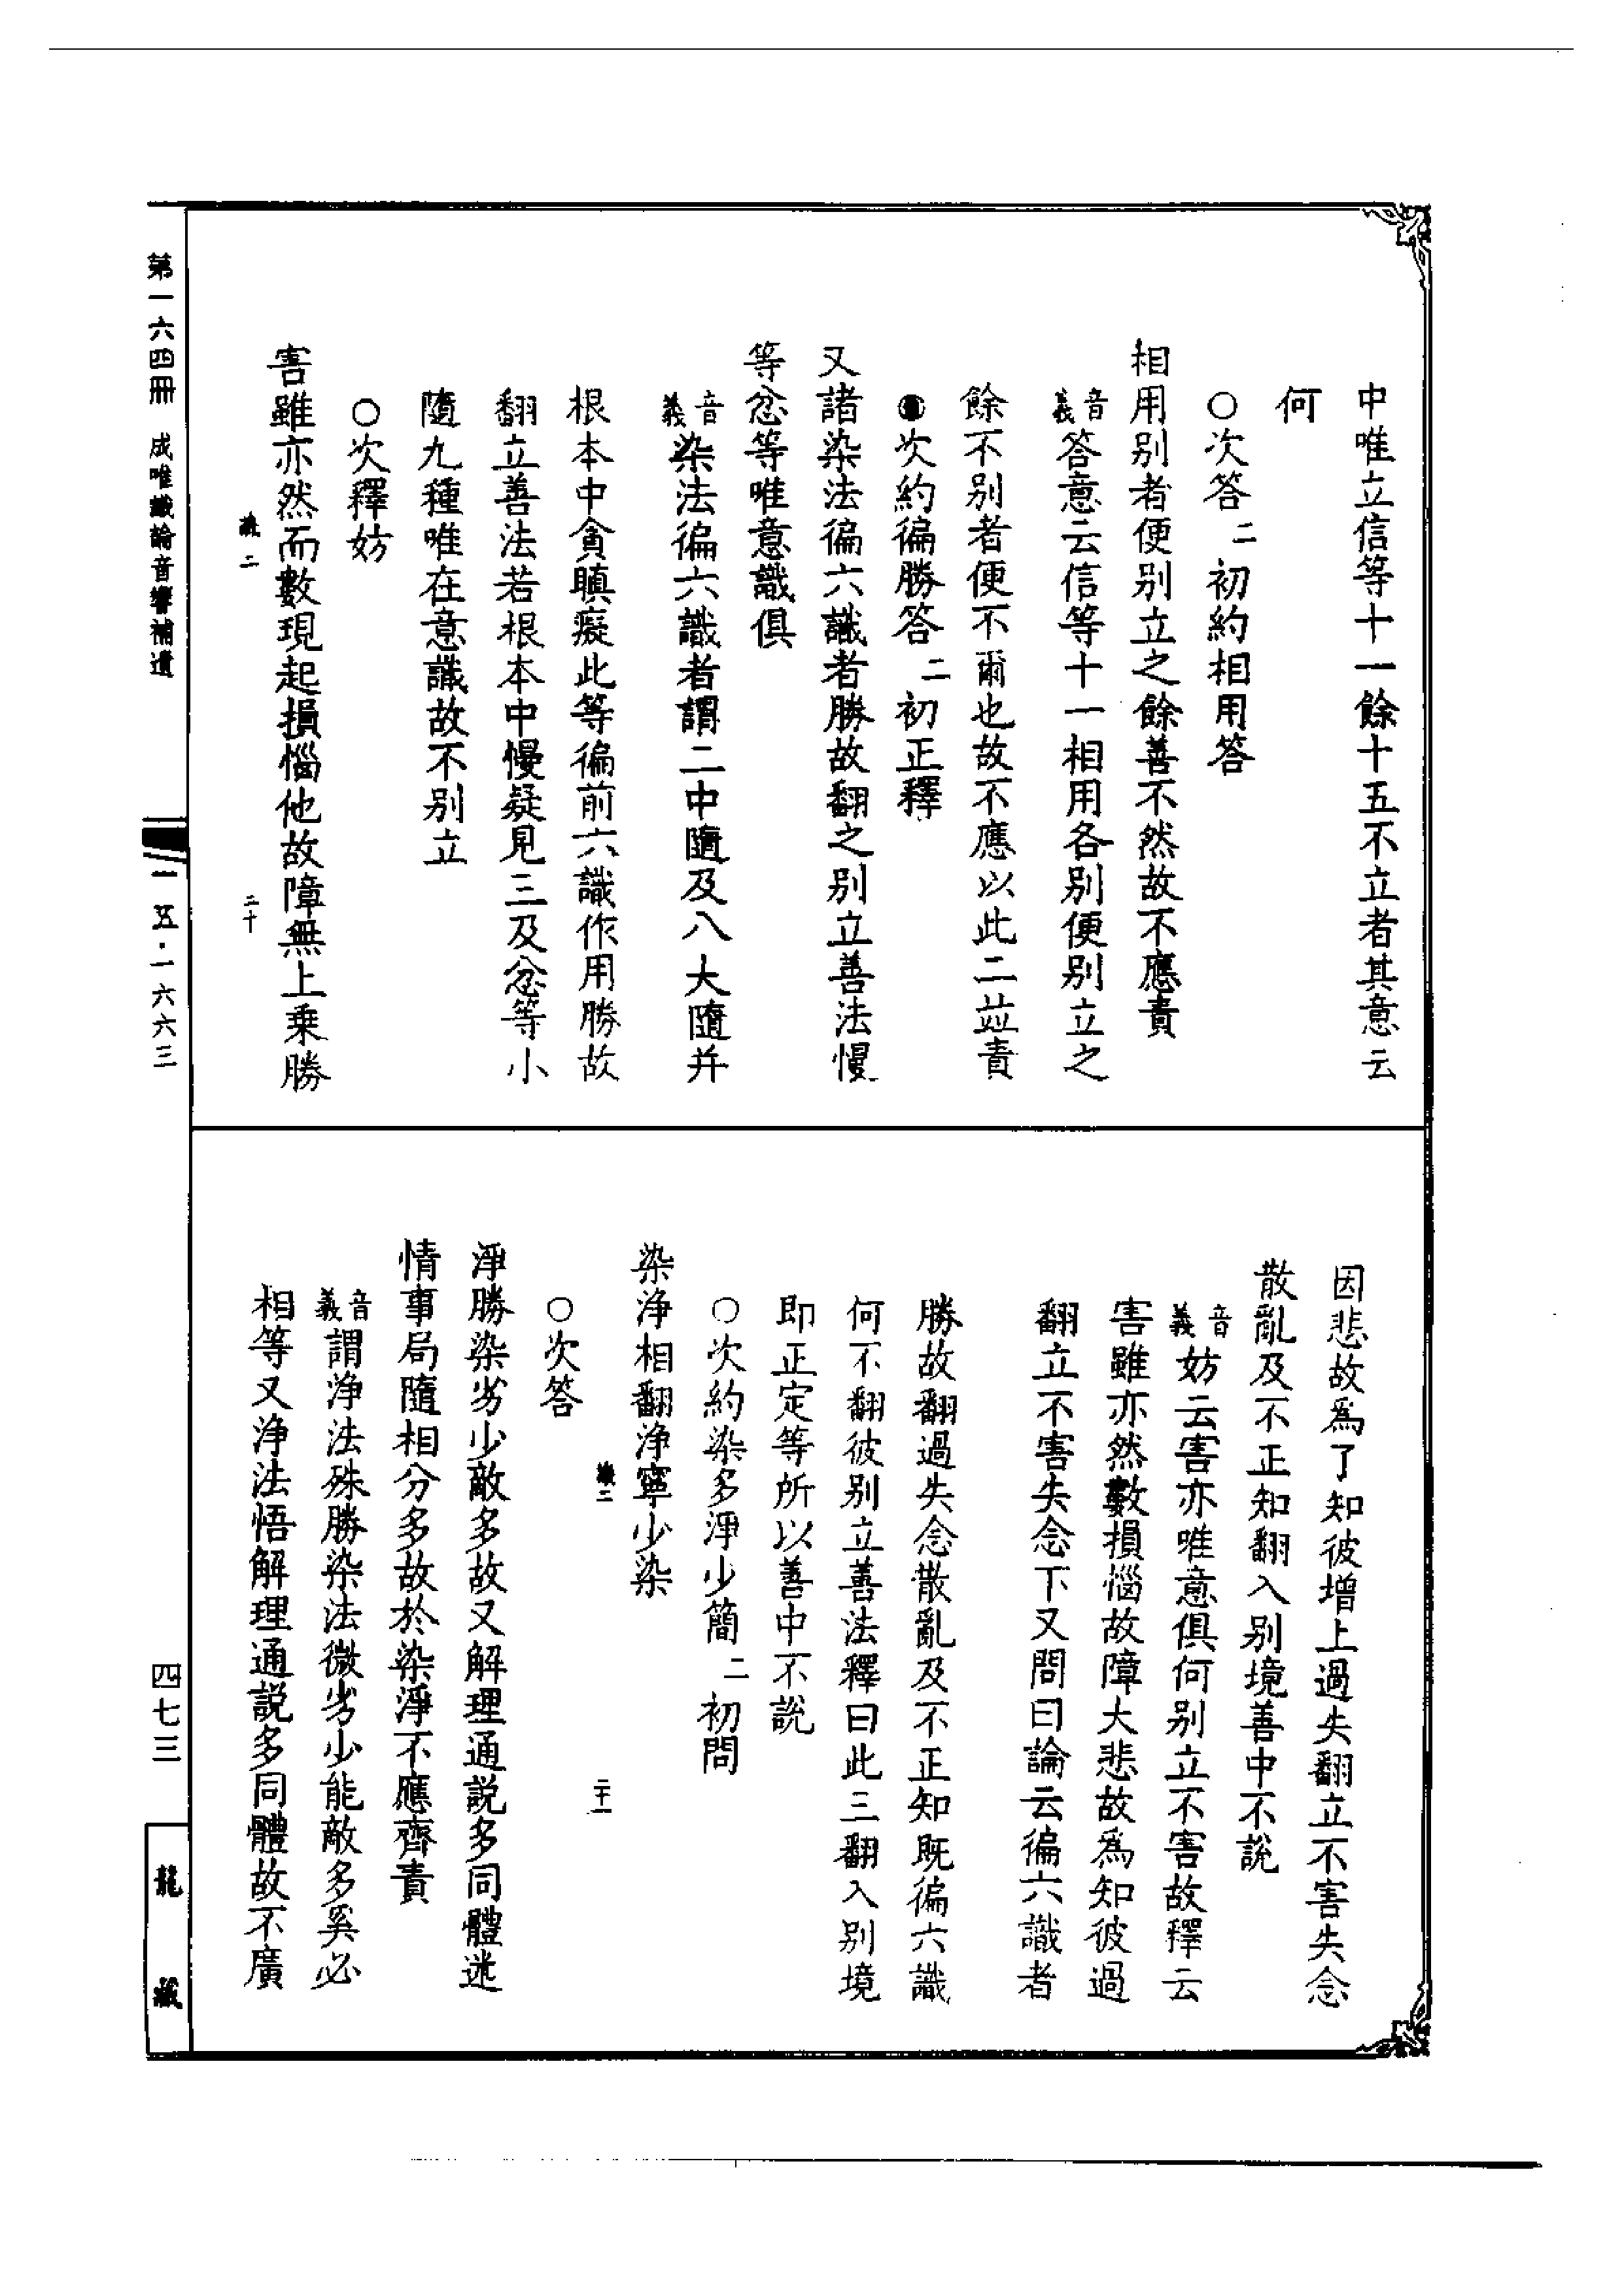 中唯立信等十一餘十五不立者其意云
何
○次答二初約相用答
相用别者便别立之餘善不然故不應責
音義答意云信等十一相用各别便别立之
餘不别者便不爾也故不應以此二並責
次約徧勝答二初正釋
又諸染法徧六識者勝故翻之别立善法慢
等忿等唯意識俱
音義染法徧六識者謂二中隨及八大隨并
根本中貪瞋癡此等徧前六識作用勝故
翻立善法若根本中慢疑見三及忿等小
隨九種唯在意識故不别立
○次釋妨
害雖亦然而數現起損惱他故障無上乗勝
二 二十
因悲故爲了知彼增上過失翻立不害失念
散亂及不正知翻入别境善中不說
音義妨云害亦唯意俱何别立不害故釋云
害雖亦然數損惱故障大悲故爲知彼過
翻立不害失念下又問曰論云徧六識者
勝故翻過失念散亂及不正知既徧六識
何不翻彼别立善法釋曰此三翻入别境
即正定等所以善中不說
○次約染多淨少簡二初問
染浄相翻浄寧少染
二十一
○次答
淨勝染劣少敵多故又解理通説多同體迷
情事局隨相分多故於染淨不應齊責
音義謂浄法殊勝染法微劣少能敵多奚必
相等又浄法悟解理通説多同體故不廣
第一六四冊 成唯識論音響補遺
一五·一六六三
四七三
龍藏